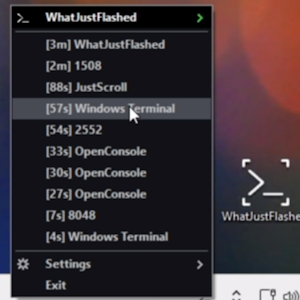 WhatJustFlashed
[3m] WhatJustFlashed
[2m] 1508
[88s] JustScroll
[57s] Windows Terminal
[54s] 2552
[33s] OpenConsole
[30s] OpenConsole
[27s] OpenConsole
[7s] 8048
[4s] Windows Terminal
WhatJustFlashe
Settings
Exit